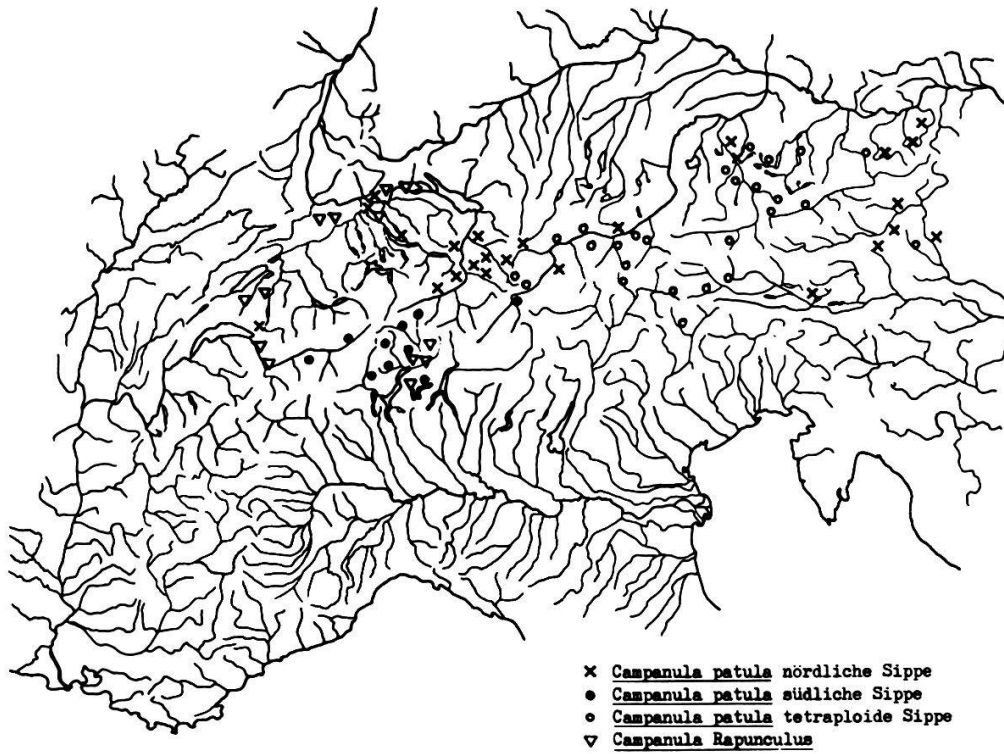 × Campanula patula nördliche Sippe
● Campanula patula südliche Sippe
○ Campanula patula tetraploide Sippe
▽ Campanula Rapunculus